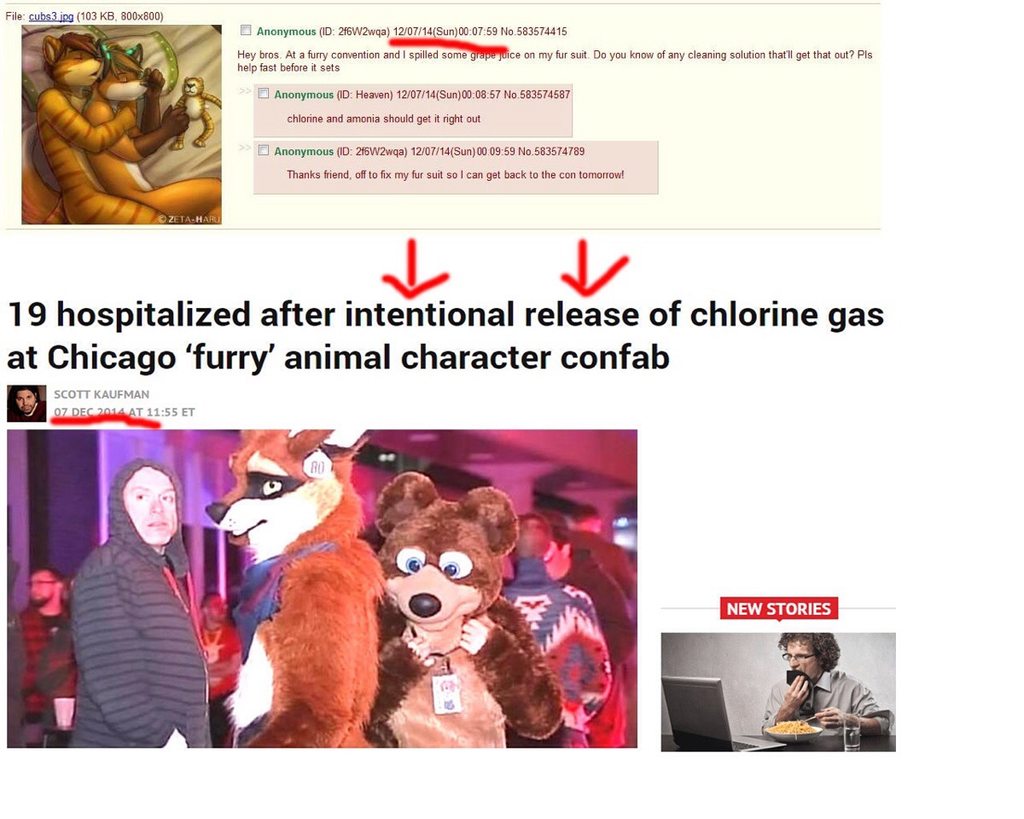 File: cubs3.jpg (103 KB, 800x800)
Anonymous (ID: 2f6W2wqa) 12/07/14(Sun)00:07:59 No.583574415
Hey bros. At a furry convention and I spilled some grape juice on my fur suit. Do you know of any cleaning solution that'll get that out? Pls
help fast before it sets
>> Anonymous (ID: Heaven) 12/07/14(Sun)00:08:57 No.583574587
chlorine and amonia should get it right out
>> Anonymous (ID: 2f6W2wqa) 12/07/14(Sun)00:09:59 No.583574789
Thanks friend, off to fix my fur suit so I can get back to the con tomorrow!
© ZETA-HARU
19 hospitalized after intentional release of chlorine gas
at Chicago ‘furry’ animal character confab
SCOTT KAUFMAN
07 DEC 2014 AT 11:55 ET
NEW STORIES